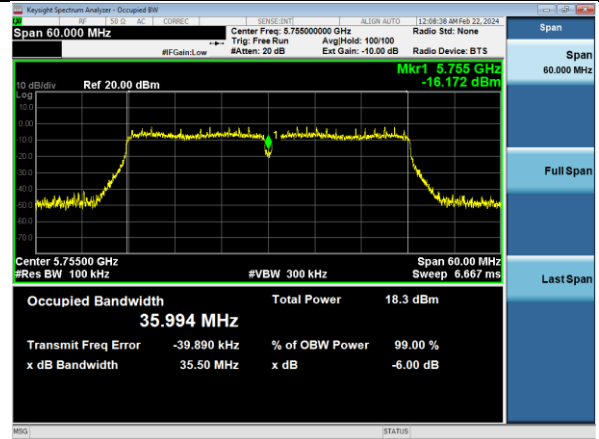 Keysight Spectrum Analyzer - Occupied BW
RF 50 Ω AC CORREC SENSE:INT ALIGN AUTO 12:08:38 AM Feb 22, 2024
Span 60.000 MHz
Center Freq: 5.755000000 GHz Radio Std: None
Trig: Free Run Avg|Hold: 100/100
#IFGain:Low #Atten: 20 dB Ext Gain: -10.00 dB Radio Device: BTS
Mkr1 5.755 GHz
10 dB/div Ref 20.00 dBm -16.172 dBm
Log
10.0
0.00
-10.0
-20.0
-30.0
-40.0
-50.0
-60.0
-70.0
1
Center 5.75500 GHz Span 60.00 MHz
#Res BW 100 kHz #VBW 300 kHz Sweep 6.667 ms
Occupied Bandwidth Total Power 18.3 dBm
35.994 MHz
Transmit Freq Error -39.890 kHz % of OBW Power 99.00 %
x dB Bandwidth 35.50 MHz x dB -6.00 dB
MSG STATUS
Span
Span
60.000 MHz
Full Span
Last Span